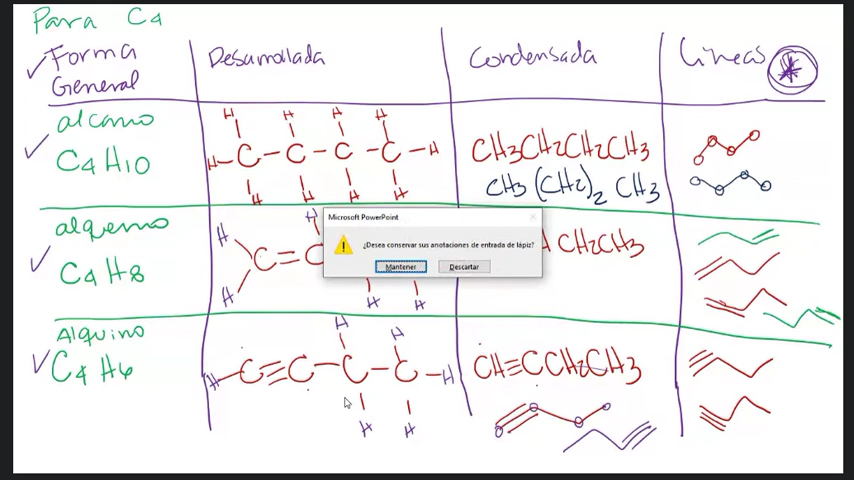 Para C4
Forma General
Desarrollada
Condensada
Lineas
alcano
C4H10
H H H H
H-C-C-C-C-H
H H H H
CH3CH2CH2CH3
CH3(CH2)2CH3
alqueno
C4H8
H H
C=C
H H H
CH2CH3
Microsoft PowerPoint
¿Desea conservar sus anotaciones de entrada de lápiz?
Mantener
Descartar
Alquino
C4H6
H H
H-C≡C-C-C-H
H H
CH≡CCH2CH3